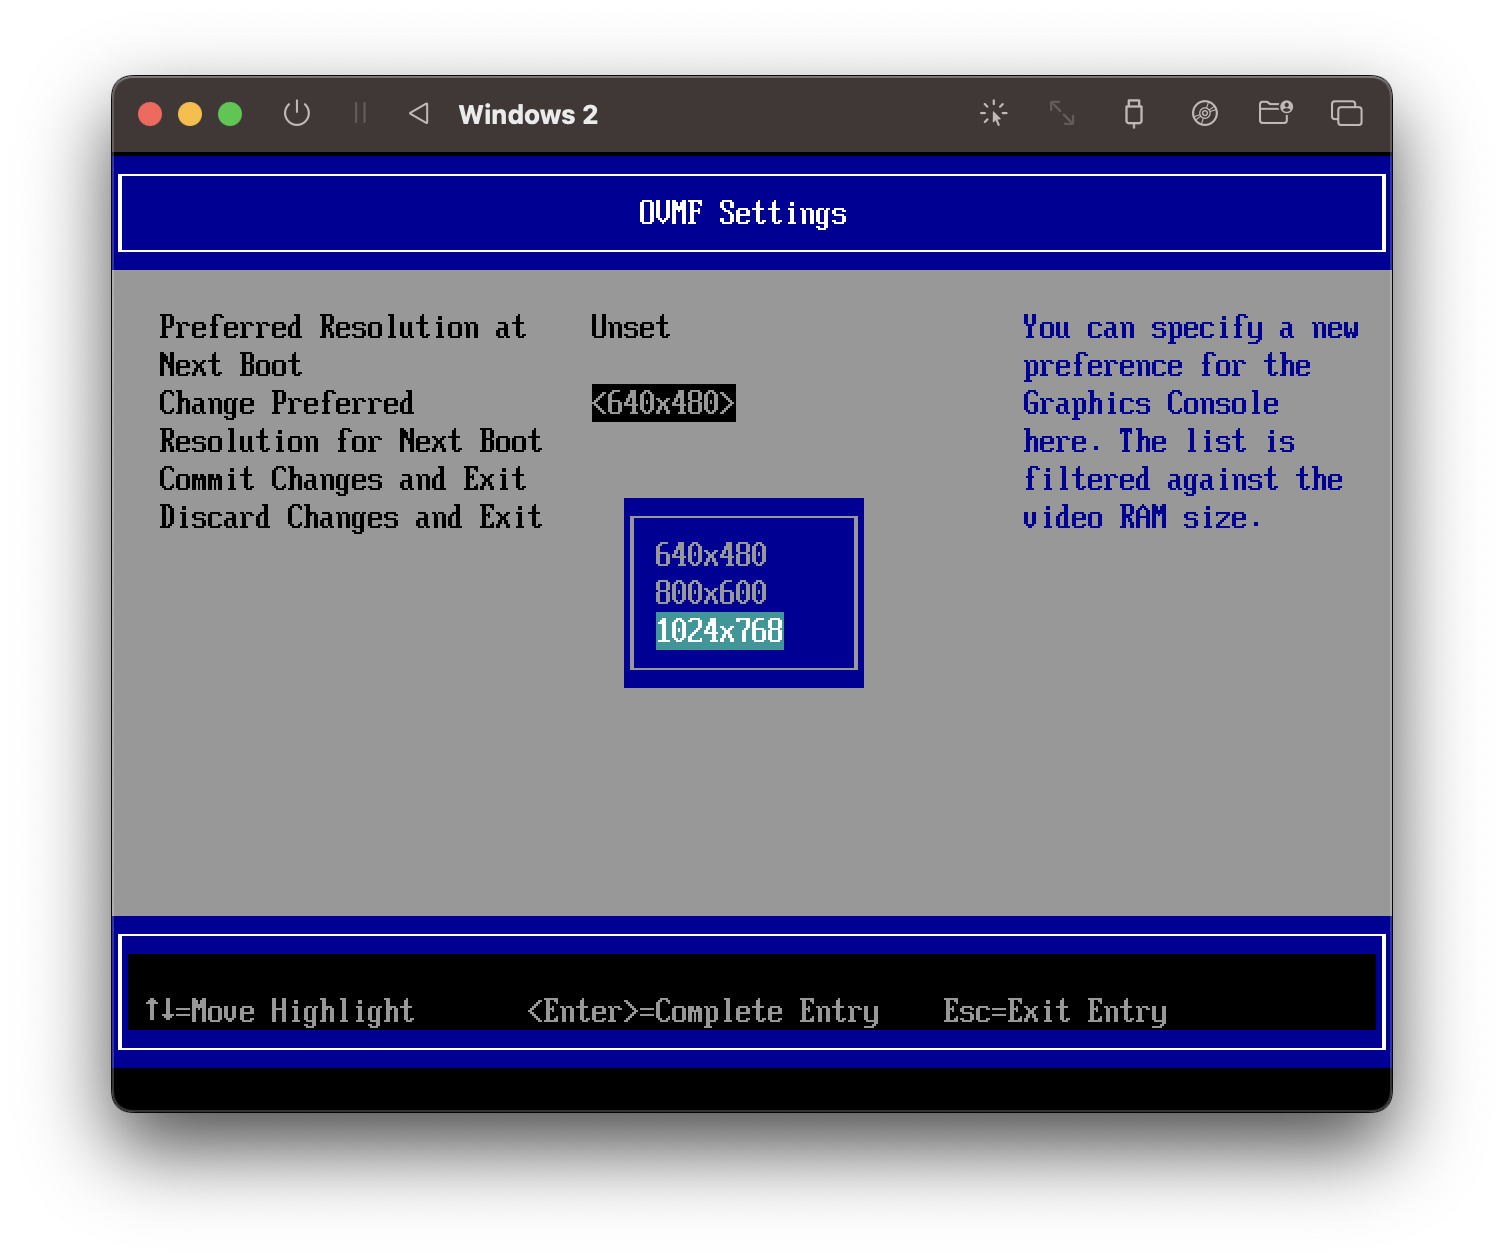 Windows 2
OVMF Settings
Preferred Resolution at Unset
Next Boot
Change Preferred <640x480>
Resolution for Next Boot
Commit Changes and Exit
Discard Changes and Exit
You can specify a new
preference for the
Graphics Console
here. The list is
filtered against the
video RAM size.
640x480
800x600
1024x768
↑↓=Move Highlight <Enter>=Complete Entry Esc=Exit Entry